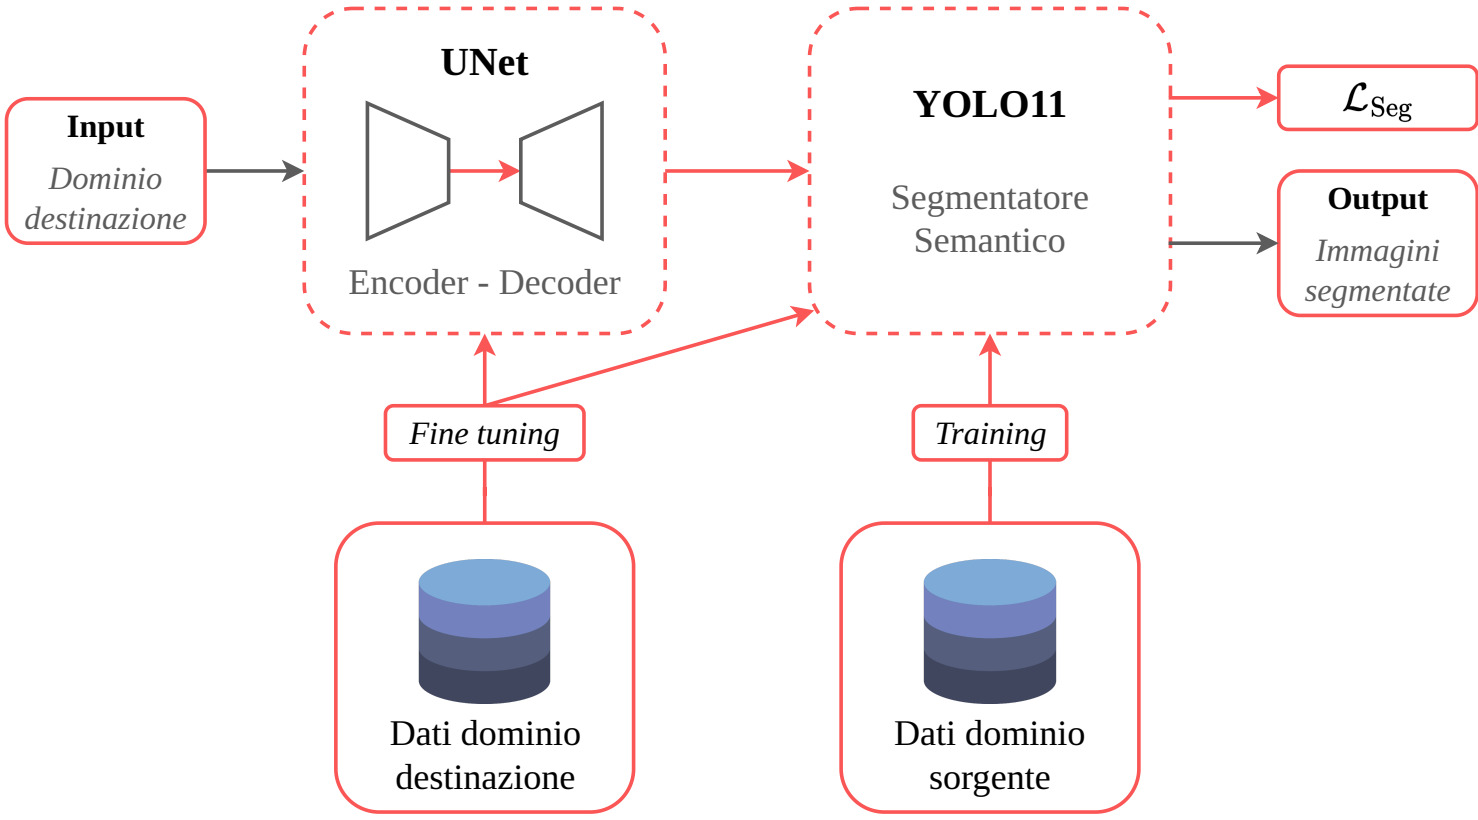 Input
Dominio
destinazione
UNet
Encoder - Decoder
YOLO11
Segmentatore
Semantico
ℒSeg
Output
Immagini
segmentate
Fine tuning
Training
Dati dominio
destinazione
Dati dominio
sorgente